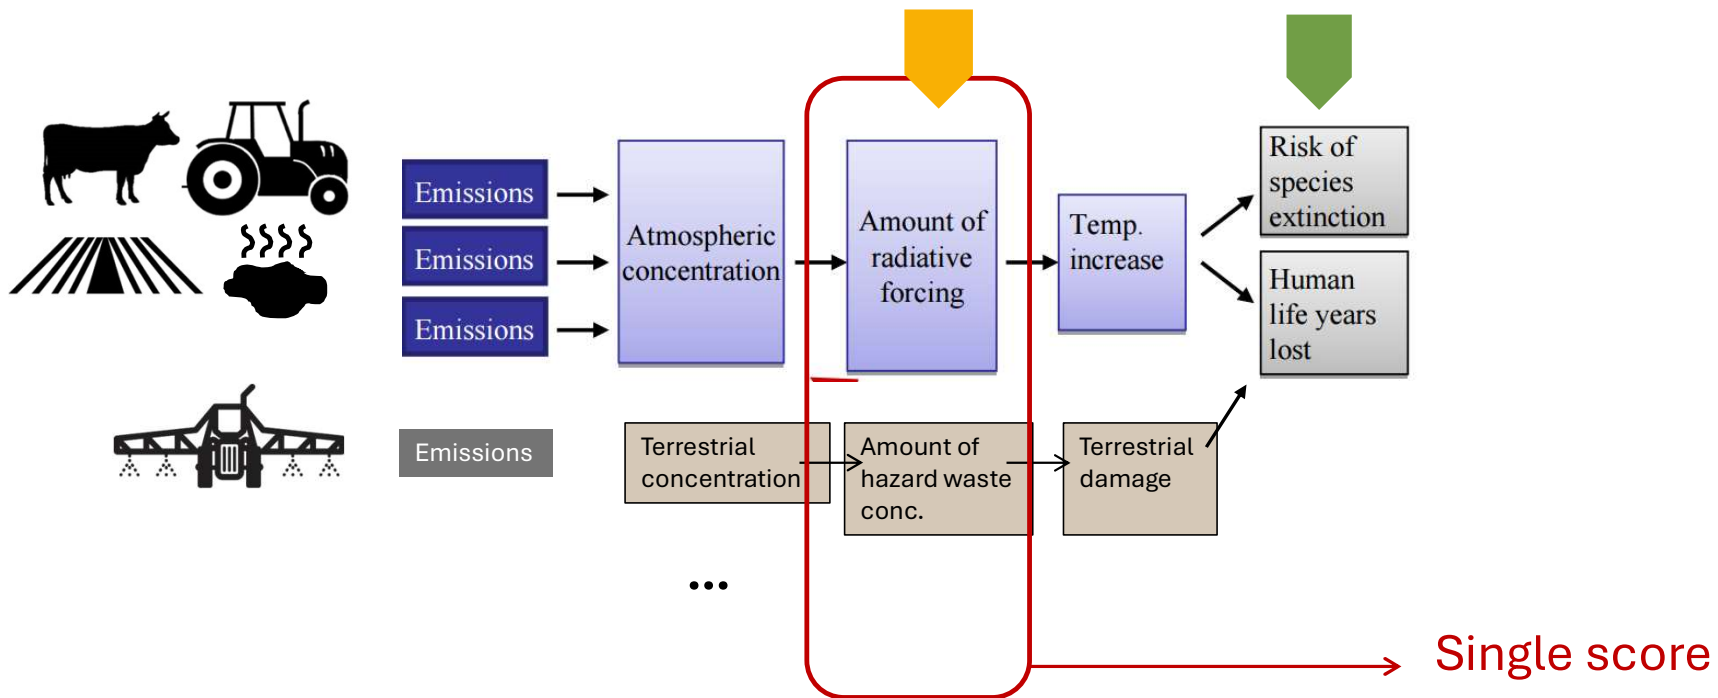 Emissions
Emissions
Emissions
Atmospheric
concentration
Amount of
radiative
forcing
Temp.
increase
Risk of
species
extinction
Human
life years
lost
Emissions
Terrestrial
concentration
Amount of
hazard waste
conc.
Terrestrial
damage
...
Single score